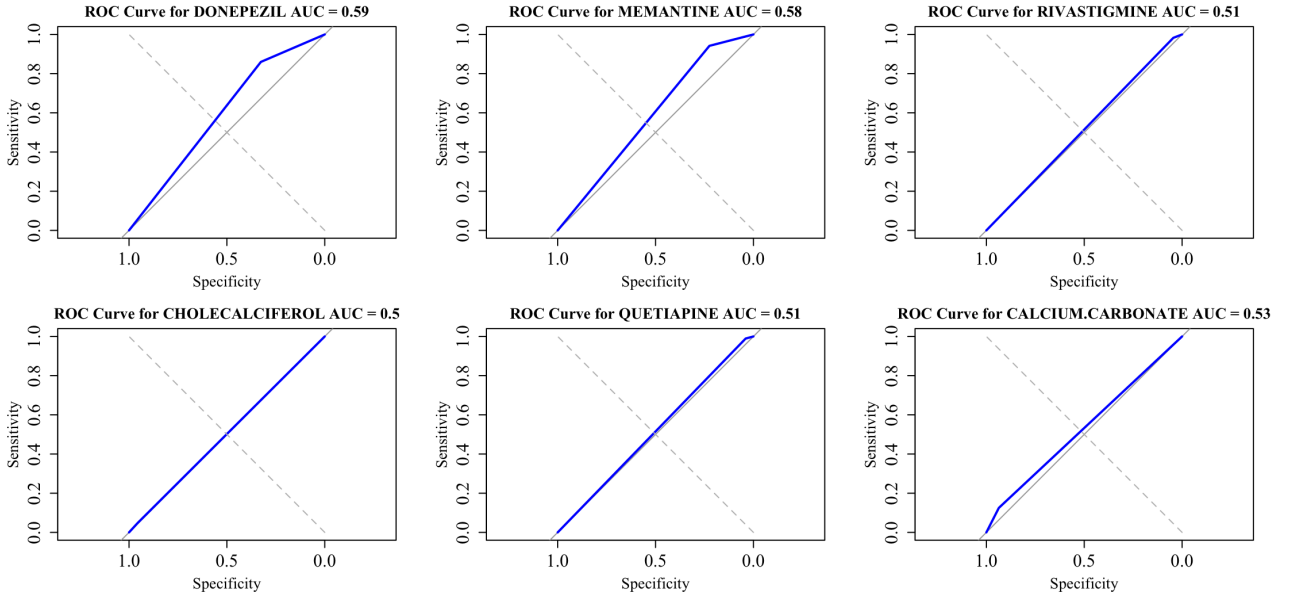 ROC Curve for DONEPEZIL AUC = 0.59
Sensitivity
0.0 0.2 0.4 0.6 0.8 1.0
1.0 0.5 0.0
Specificity
ROC Curve for MEMANTINE AUC = 0.58
Sensitivity
0.0 0.2 0.4 0.6 0.8 1.0
1.0 0.5 0.0
Specificity
ROC Curve for RIVASTIGMINE AUC = 0.51
Sensitivity
0.0 0.2 0.4 0.6 0.8 1.0
1.0 0.5 0.0
Specificity
ROC Curve for CHOLECALCIFEROL AUC = 0.5
Sensitivity
0.0 0.2 0.4 0.6 0.8 1.0
1.0 0.5 0.0
Specificity
ROC Curve for QUETIAPINE AUC = 0.51
Sensitivity
0.0 0.2 0.4 0.6 0.8 1.0
1.0 0.5 0.0
Specificity
ROC Curve for CALCIUM.CARBONATE AUC = 0.53
Sensitivity
0.0 0.2 0.4 0.6 0.8 1.0
1.0 0.5 0.0
Specificity